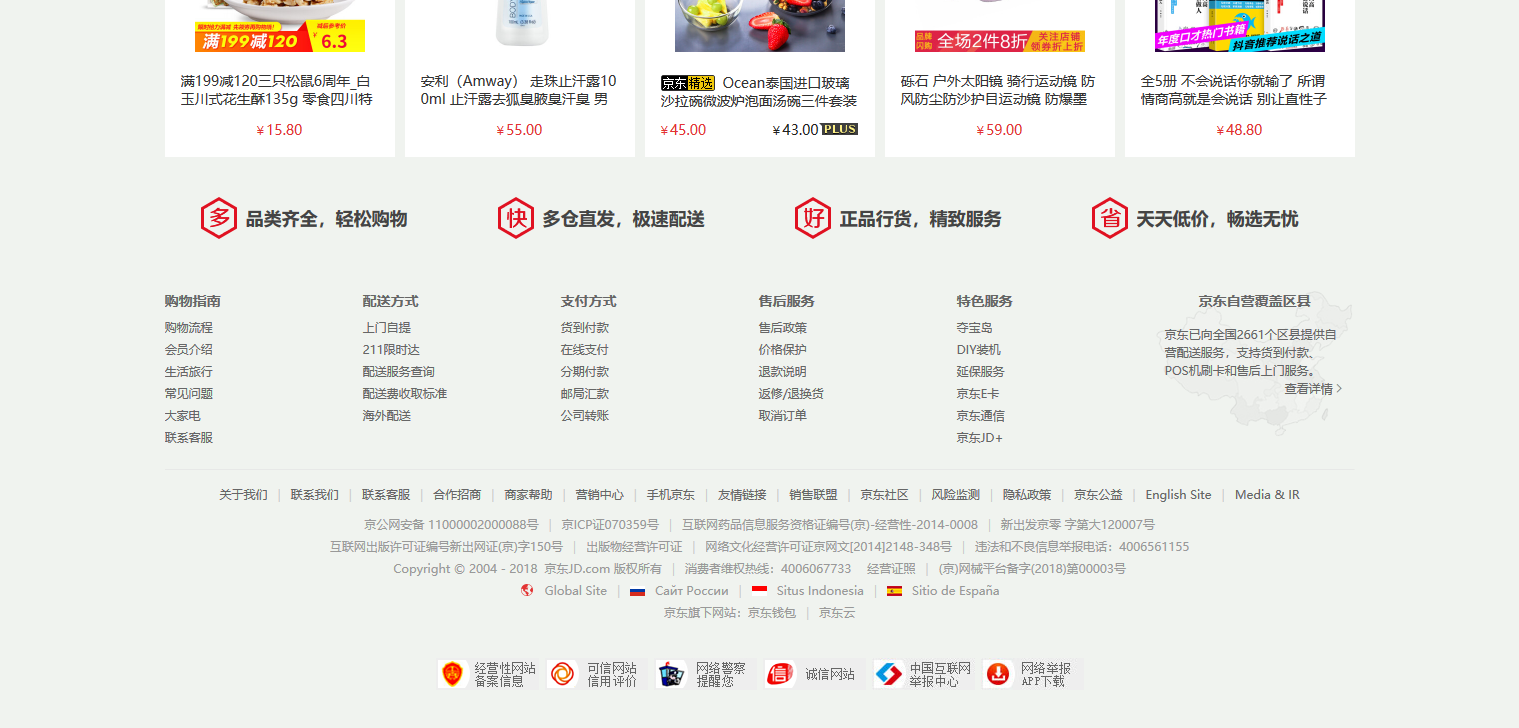 BODY
限时给力满减 先领券再购物哦~
满199减120
减后参考价
¥6.3
品牌闪购
全场2件8折
关注店铺
领券折上折
年度口才热门书籍
抖音推荐说话之道
满199减120三只松鼠6周年_白
玉川式花生酥135g 零食四川特
￥15.80
安利（Amway） 走珠止汗露10
0ml 止汗露去狐臭腋臭汗臭 男
￥55.00
京东精选 Ocean泰国进口玻璃
沙拉碗微波炉泡面汤碗三件套装
￥45.00 ￥43.00 PLUS
砾石 户外太阳镜 骑行运动镜 防
风防尘防沙护目运动镜 防爆墨
￥59.00
全5册 不会说话你就输了 所谓
情商高就是会说话 别让直性子
￥48.80
多 品类齐全，轻松购物
快 多仓直发，极速配送
好 正品行货，精致服务
省 天天低价，畅选无忧
购物指南
购物流程
会员介绍
生活旅行
常见问题
大家电
联系客服
配送方式
上门自提
211限时达
配送服务查询
配送费收取标准
海外配送
支付方式
货到付款
在线支付
分期付款
邮局汇款
公司转账
售后服务
售后政策
价格保护
退款说明
返修/退换货
取消订单
特色服务
夺宝岛
DIY装机
延保服务
京东E卡
京东通信
京东JD+
京东自营覆盖区县
京东已向全国2661个区县提供自
营配送服务，支持货到付款、
POS机刷卡和售后上门服务。
查看详情 >
关于我们 | 联系我们 | 联系客服 | 合作招商 | 商家帮助 | 营销中心 | 手机京东 | 友情链接 | 销售联盟 | 京东社区 | 风险监测 | 隐私政策 | 京东公益 | English Site | Media & IR
京公网安备 11000002000088号 | 京ICP证070359号 | 互联网药品信息服务资格证编号(京)-经营性-2014-0008 | 新出发京零 字第大120007号
互联网出版许可证编号新出网证(京)字150号 | 出版物经营许可证 | 网络文化经营许可证京网文[2014]2148-348号 | 违法和不良信息举报电话：4006561155
Copyright © 2004 - 2018 京东JD.com 版权所有 | 消费者维权热线：4006067733 经营证照 | (京)网械平台备字(2018)第00003号
Global Site | Сайт России | Situs Indonesia | Sitio de España
京东旗下网站：京东钱包 | 京东云
经营性网站
备案信息
可信网站
信用评价
网络警察
提醒您
信
诚信网站
中国互联网
举报中心
网络举报
APP下载